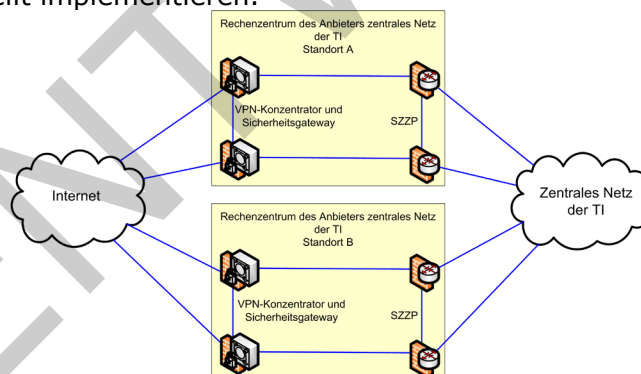 implementieren.
Rechenzentrum des Anbieters zentrales Netz
der TI
Standort A
VPN-Konzentrator und
Sicherheitsgateway
SZZP
Internet
Zentrales Netz
der TI
Rechenzentrum des Anbieters zentrales Netz
der TI
Standort B
VPN-Konzentrator und
Sicherheitsgateway
SZZP